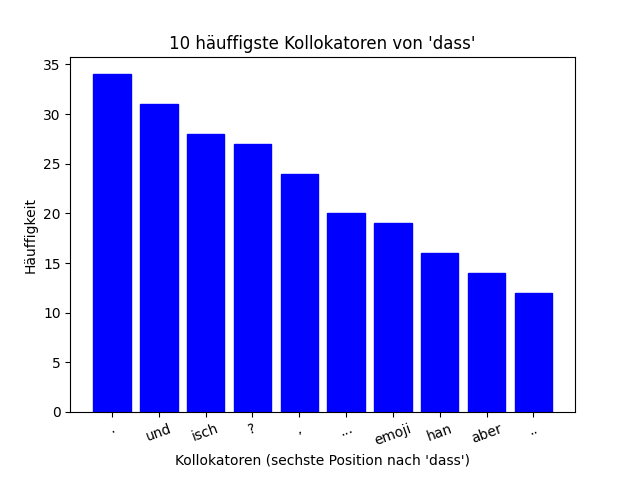 10 häuffigste Kollokatoren von 'dass'
Häuffigkeit
35
30
25
20
15
10
5
0
. und isch ? , ... emoji han aber ..
Kollokatoren (sechste Position nach 'dass')